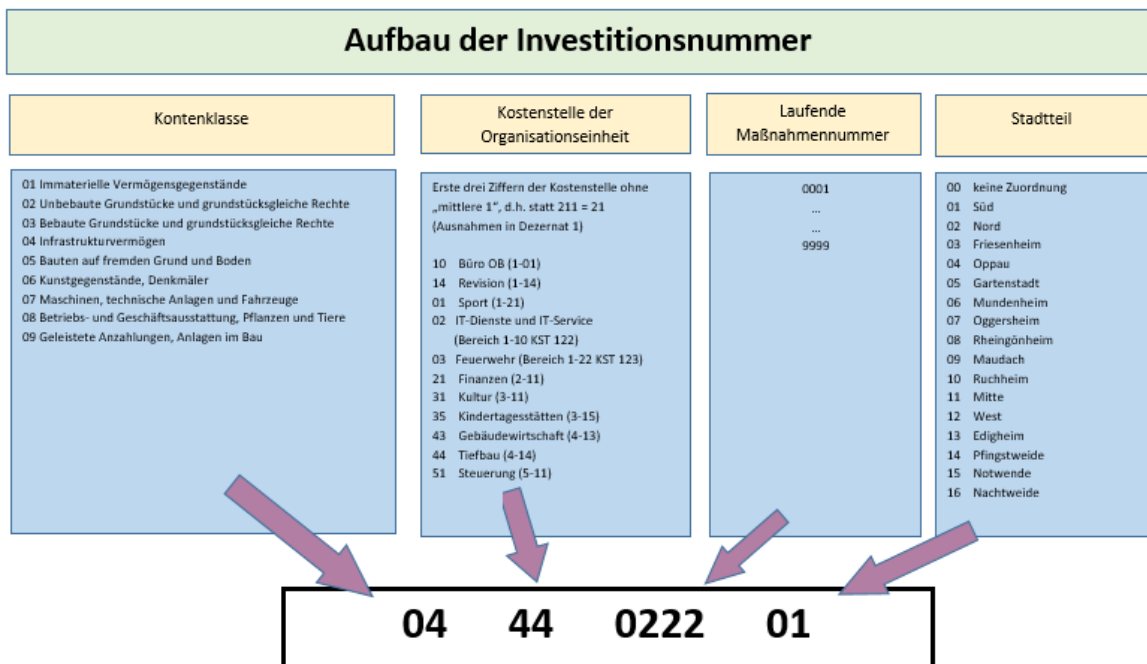 Aufbau der Investitionsnummer
Kontenklasse
01 Immaterielle Vermögensgegenstände
02 Unbebaute Grundstücke und grundstücksgleiche Rechte
03 Bebaute Grundstücke und grundstücksgleiche Rechte
04 Infrastrukturvermögen
05 Bauten auf fremden Grund und Boden
06 Kunstgegenstände, Denkmäler
07 Maschinen, technische Anlagen und Fahrzeuge
08 Betriebs- und Geschäftsausstattung, Pflanzen und Tiere
09 Geleistete Anzahlungen, Anlagen im Bau
Kostenstelle der
Organisationseinheit
Erste drei Ziffern der Kostenstelle ohne
„mittlere 1“, d.h. statt 211 = 21
(Ausnahmen in Dezernat 1)
10 Büro OB (1-01)
14 Revision (1-14)
01 Sport (1-21)
02 IT-Dienste und IT-Service
(Bereich 1-10 KST 122)
03 Feuerwehr (Bereich 1-22 KST 123)
21 Finanzen (2-11)
31 Kultur (3-11)
35 Kindertagesstätten (3-15)
43 Gebäudewirtschaft (4-13)
44 Tiefbau (4-14)
51 Steuerung (5-11)
Laufende
Maßnahmennummer
0001
...
...
9999
Stadtteil
00 keine Zuordnung
01 Süd
02 Nord
03 Friesenheim
04 Oppau
05 Gartenstadt
06 Mundenheim
07 Oggersheim
08 Rheingönheim
09 Maudach
10 Ruchheim
11 Mitte
12 West
13 Edigheim
14 Pfingstweide
15 Notwende
16 Nachtweide
04 44 0222 01